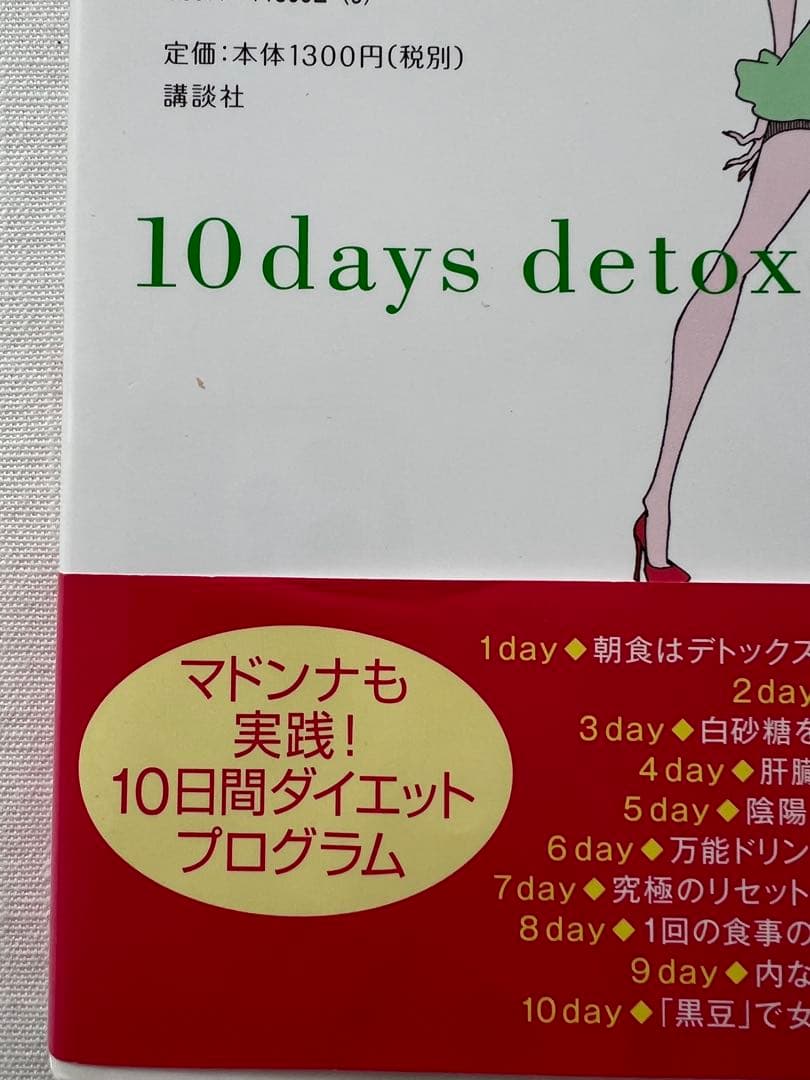 定価:本体1300円(税別)
講談社
10days detox
マドンナも
実践!
10日間ダイエット
プログラム
1day◆朝食はデトックス
2day
3day◆白砂糖を
4day◆肝臓
5day◆陰陽
6day◆万能ドリン
7day◆究極のリセット
8day◆1回の食事の
9day◆内な
10day◆「黒豆」で女